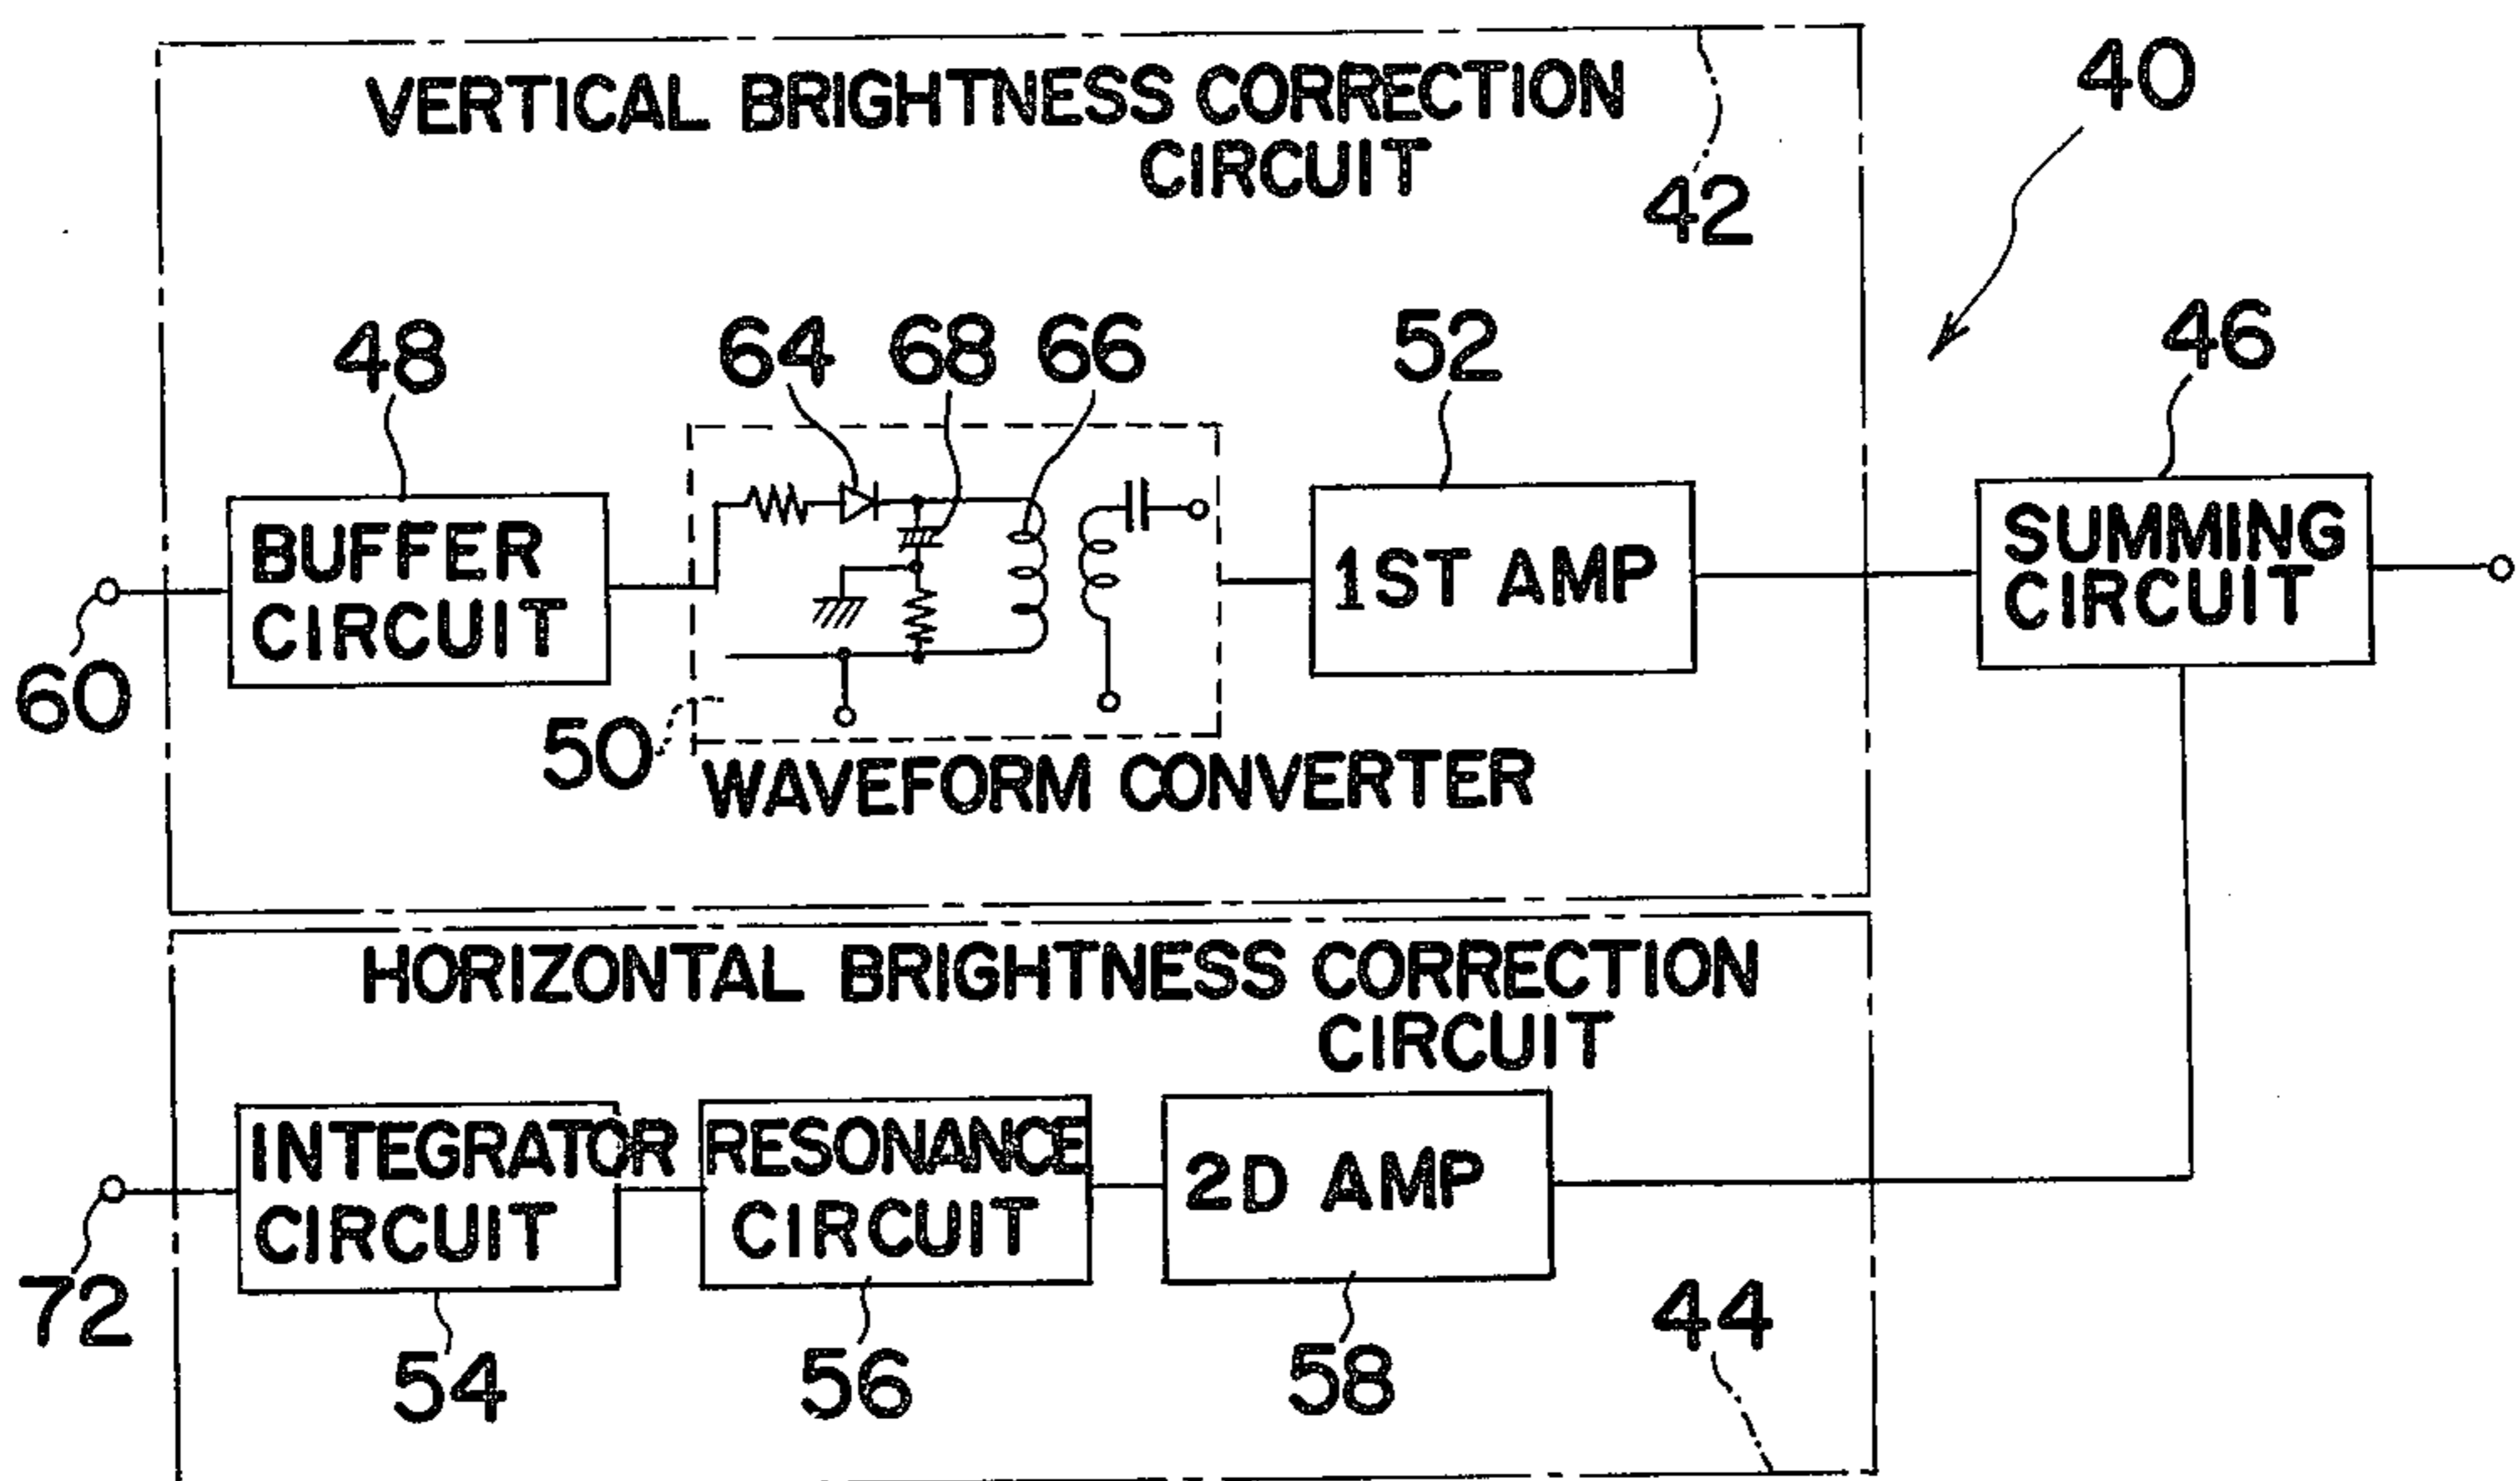 VERTICAL BRIGHTNESS CORRECTION
CIRCUIT
40
42
48
64
68
66
52
46
BUFFER
CIRCUIT
1ST AMP
SUMMING
CIRCUIT
60
50
WAVEFORM CONVERTER
HORIZONTAL BRIGHTNESS CORRECTION
CIRCUIT
INTEGRATOR
CIRCUIT
RESONANCE
CIRCUIT
2D AMP
72
54
56
58
44